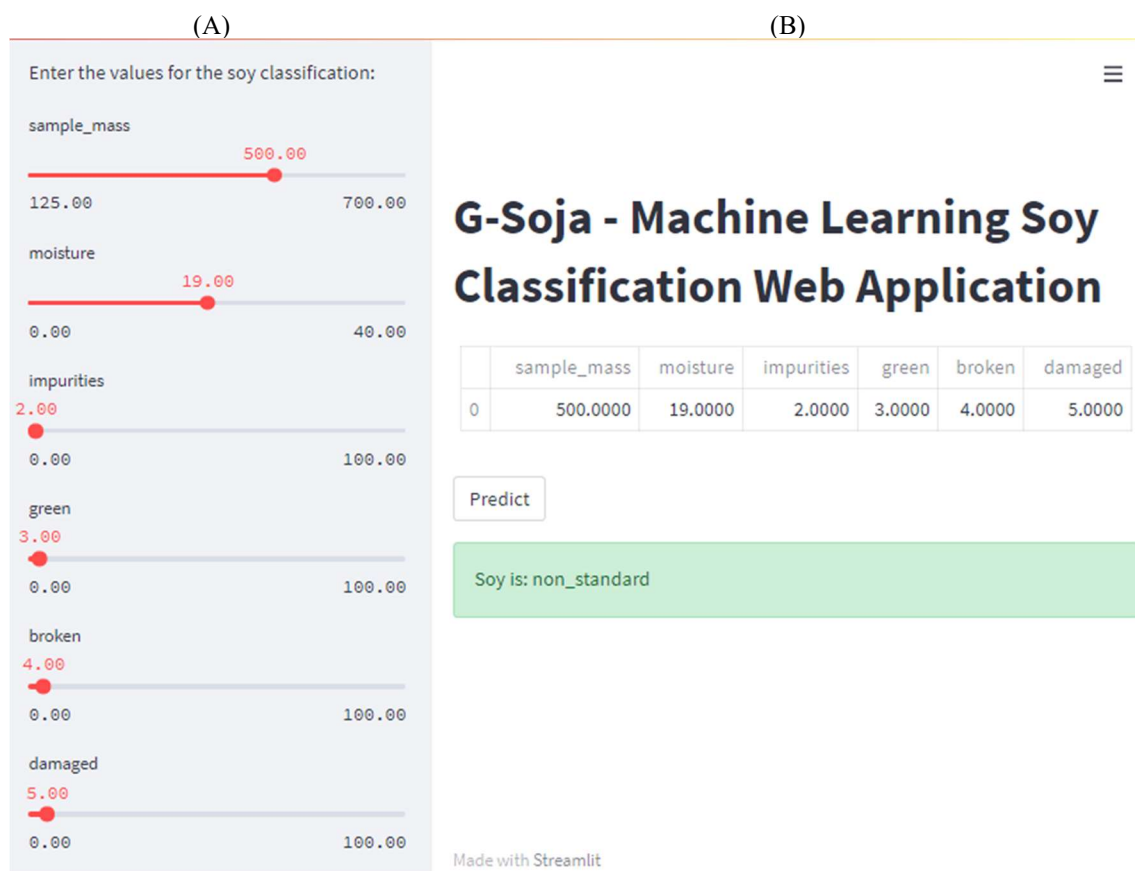 (A)
(B)
Enter the values for the soy classification:
sample_mass
500.00
125.00 700.00
moisture
19.00
0.00 40.00
impurities
2.00
0.00 100.00
green
3.00
0.00 100.00
broken
4.00
0.00 100.00
damaged
5.00
0.00 100.00
G-Soja - Machine Learning Soy
Classification Web Application
sample_mass moisture impurities green broken damaged
0 500.0000 19.0000 2.0000 3.0000 4.0000 5.0000
Predict
Soy is: non_standard
Made with Streamlit